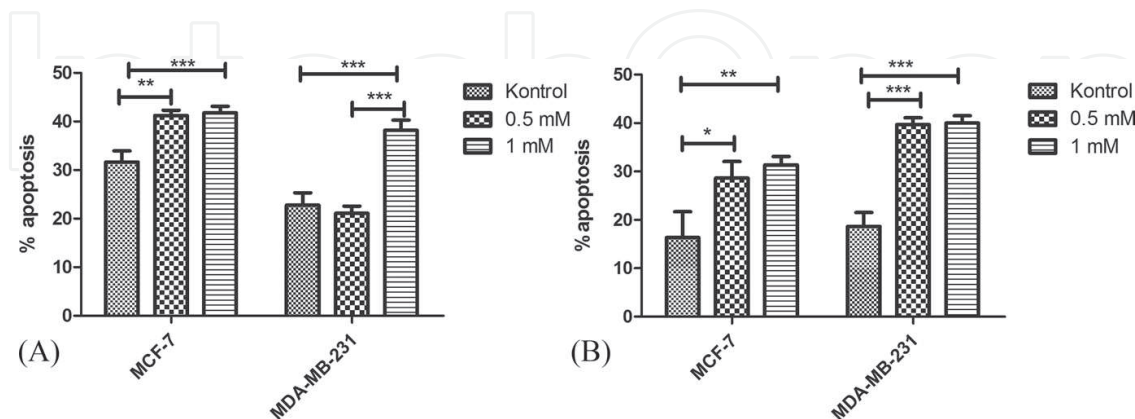 *** *** ** ***
** *** * ***
50 Kontrol 50 Kontrol
40 0.5 mM 40 0.5 mM
30 1 mM 30 1 mM
20 20
10 10
0 0
% apoptosis % apoptosis
(A) MCF-7 MDA-MB-231 (B) MCF-7 MDA-MB-231